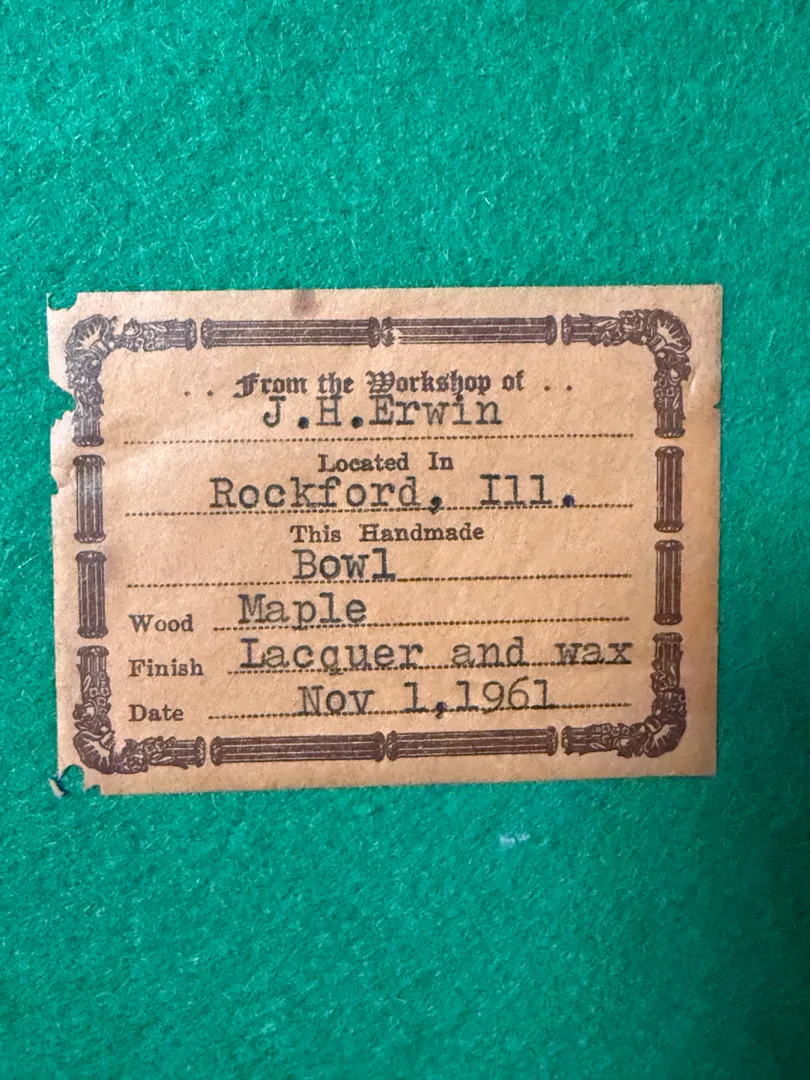 .. From the Workshop of ..
J.H.Erwin
Located In
Rockford, Ill.
This Handmade
Bowl
Wood Maple
Finish Lacquer and wax
Date Nov 1,1961